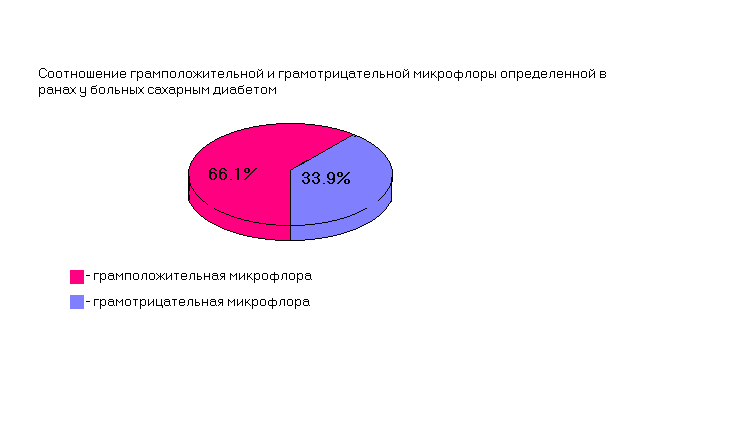 Соотношение грамположительной и грамотрицательной микрофлоры определенной в
ранах у больных сахарным диабетом
66.1%
33.9%
- грамположительная микрофлора
- грамотрицательная микрофлора